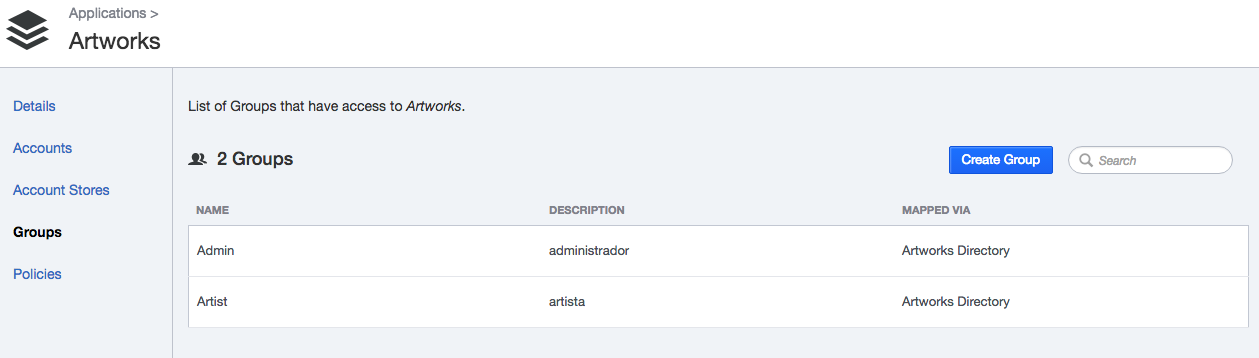 Applications >
Artworks
Details
Accounts
Account Stores
Groups
Policies
List of Groups that have access to Artworks.
2 Groups
Create Group
Search
NAME DESCRIPTION MAPPED VIA
Admin administrador Artworks Directory
Artist artista Artworks Directory